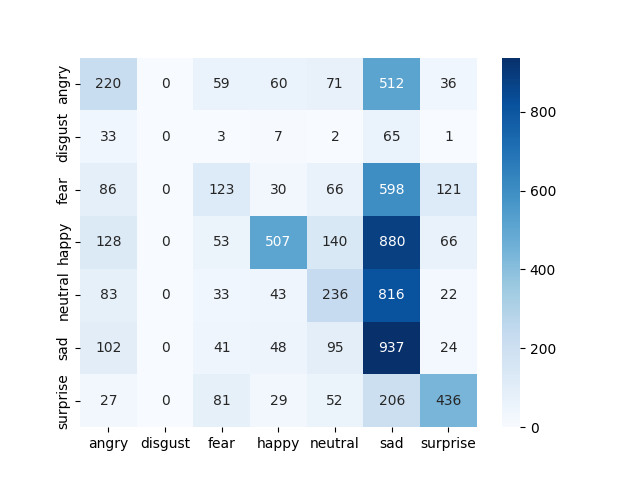 angry 220 0 59 60 71 512 36
disgust 33 0 3 7 2 65 1
fear 86 0 123 30 66 598 121
happy 128 0 53 507 140 880 66
neutral 83 0 33 43 236 816 22
sad 102 0 41 48 95 937 24
surprise 27 0 81 29 52 206 436
angry disgust fear happy neutral sad surprise
800
600
400
200
0